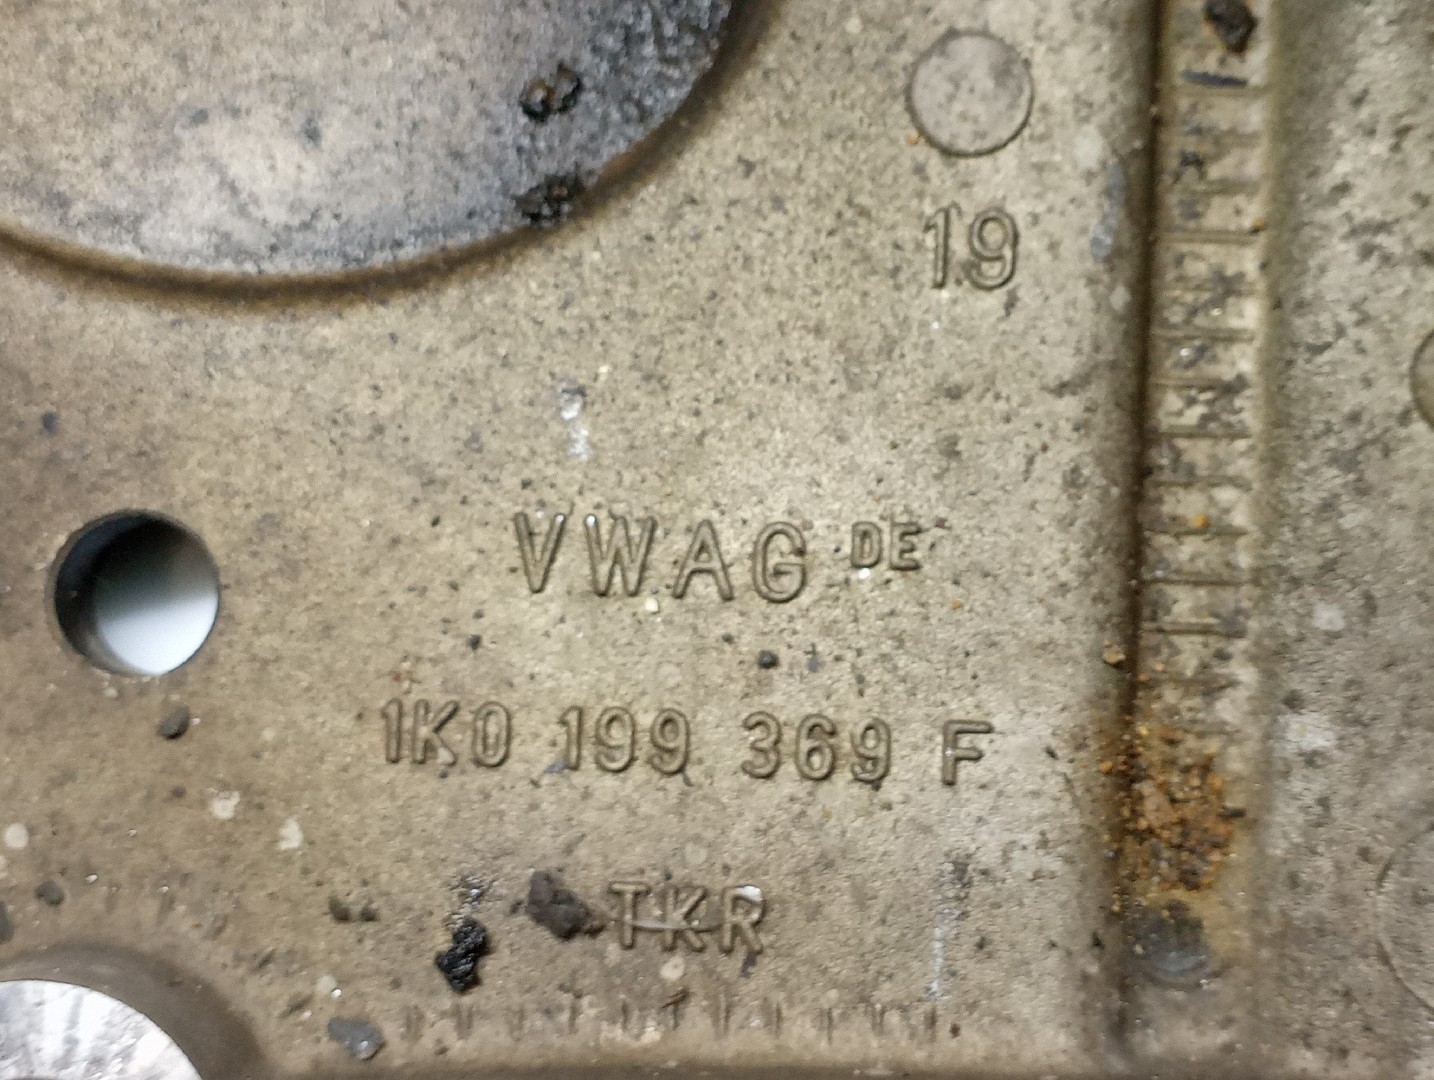 19
VWAG DE
1K0 199 369 F
TKR